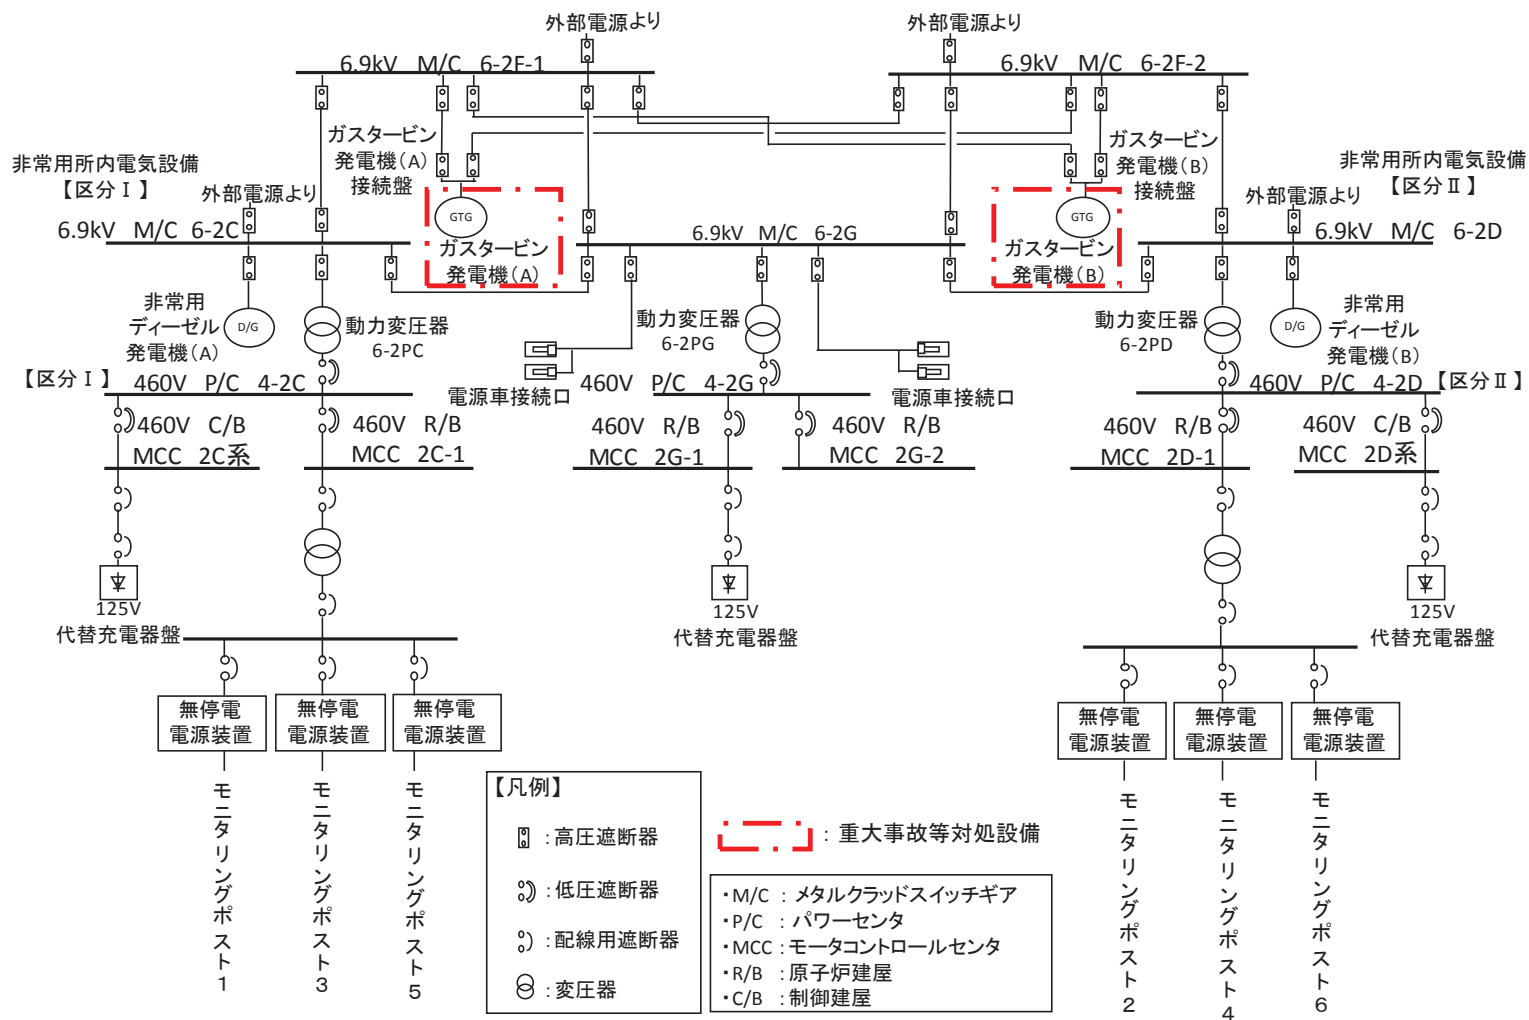 外部電源より
外部電源より
6.9kV M/C 6-2F-1
6.9kV M/C 6-2F-2
ガスタービン
発電機(A)
接続盤
ガスタービン
発電機(B)
接続盤
非常用所内電気設備
【区分Ⅰ】
非常用所内電気設備
【区分Ⅱ】
外部電源より
外部電源より
GTG
GTG
6.9kV M/C 6-2C
6.9kV M/C 6-2G
6.9kV M/C 6-2D
ガスタービン
発電機(A)
ガスタービン
発電機(B)
非常用
ディーゼル
発電機(A)
D/G
動力変圧器
6-2PC
動力変圧器
6-2PG
動力変圧器
6-2PD
D/G
非常用
ディーゼル
発電機(B)
電源車接続口
電源車接続口
【区分Ⅰ】
460V P/C 4-2C
460V P/C 4-2G
460V P/C 4-2D
【区分Ⅱ】
460V C/B
MCC 2C系
460V R/B
MCC 2C-1
460V R/B
MCC 2G-1
460V R/B
MCC 2G-2
460V R/B
MCC 2D-1
460V C/B
MCC 2D系
125V
代替充電器盤
125V
代替充電器盤
125V
代替充電器盤
無停電
電源装置
無停電
電源装置
無停電
電源装置
無停電
電源装置
無停電
電源装置
無停電
電源装置
モニタリングポスト1
モニタリングポスト3
モニタリングポスト5
モニタリングポスト2
モニタリングポスト4
モニタリングポスト6
【凡例】
:高圧遮断器
:低圧遮断器
:配線用遮断器
:変圧器
:重大事故等対処設備
・M/C :メタルクラッドスイッチギア
・P/C :パワーセンタ
・MCC :モータコントロールセンタ
・R/B :原子炉建屋
・C/B :制御建屋